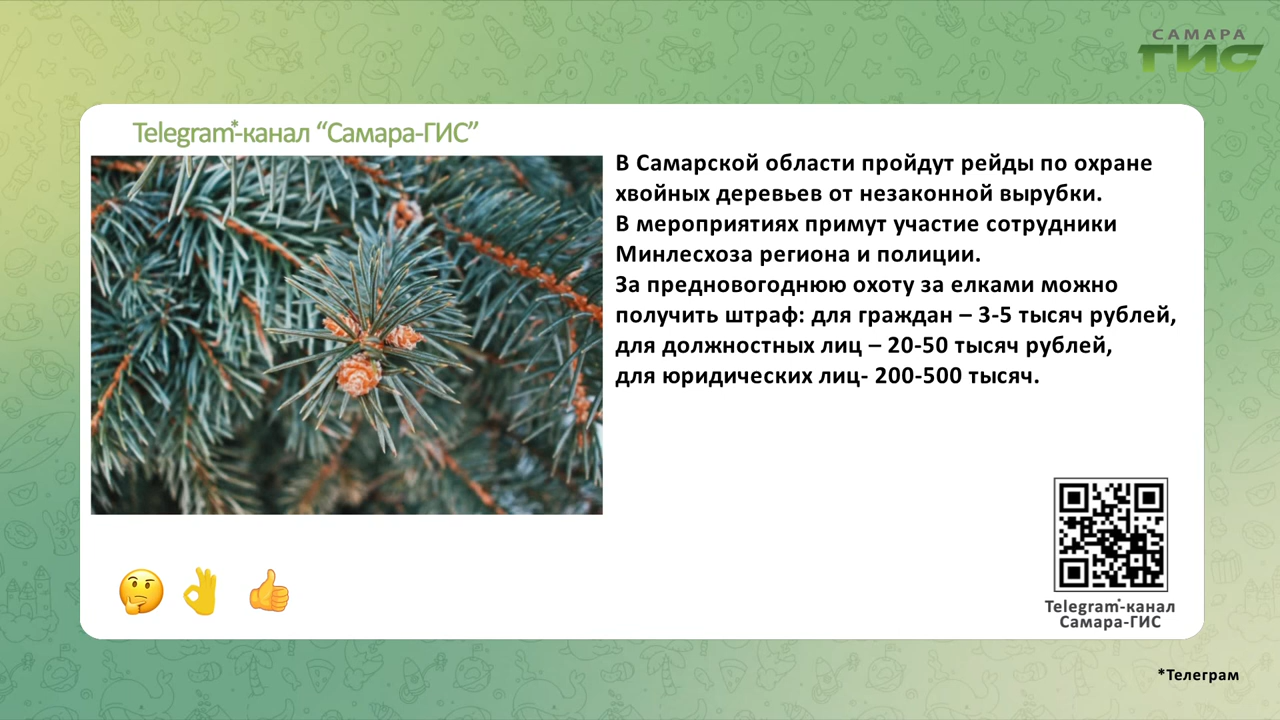 САМАРА
ГИС
Telegram*-канал “Самара-ГИС”
В Самарской области пройдут рейды по охране
хвойных деревьев от незаконной вырубки.
В мероприятиях примут участие сотрудники
Минлесхоза региона и полиции.
За предновогоднюю охоту за елками можно
получить штраф: для граждан – 3-5 тысяч рублей,
для должностных лиц – 20-50 тысяч рублей,
для юридических лиц- 200-500 тысяч.
Telegram*-канал
Самара-ГИС
*Телеграм